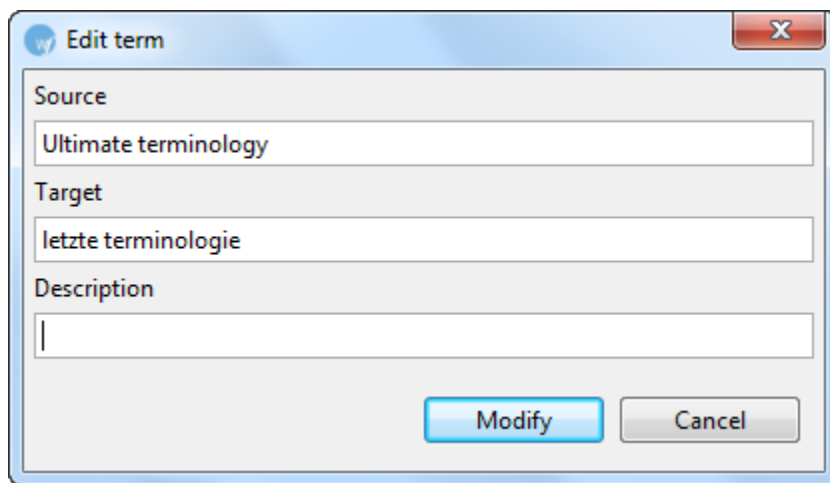 Edit term
Source
Ultimate terminology
Target
letzte terminologie
Description
Modify Cancel